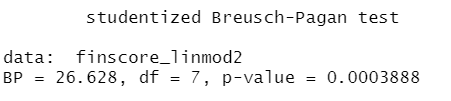 studentized Breusch-Pagan test
data: finscore_linmod2
BP = 26.628, df = 7, p-value = 0.0003888